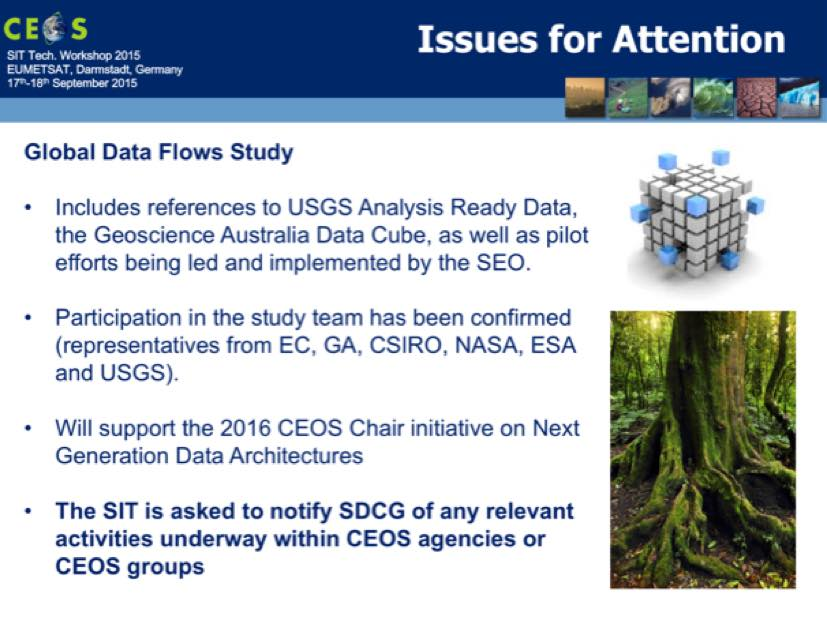 CEOS
SIT Tech. Workshop 2015
EUMETSAT, Darmstadt, Germany
17th-18th September 2015
Issues for Attention
Global Data Flows Study
• Includes references to USGS Analysis Ready Data,
the Geoscience Australia Data Cube, as well as pilot
efforts being led and implemented by the SEO.
• Participation in the study team has been confirmed
(representatives from EC, GA, CSIRO, NASA, ESA
and USGS).
• Will support the 2016 CEOS Chair initiative on Next
Generation Data Architectures
• The SIT is asked to notify SDCG of any relevant
activities underway within CEOS agencies or
CEOS groups